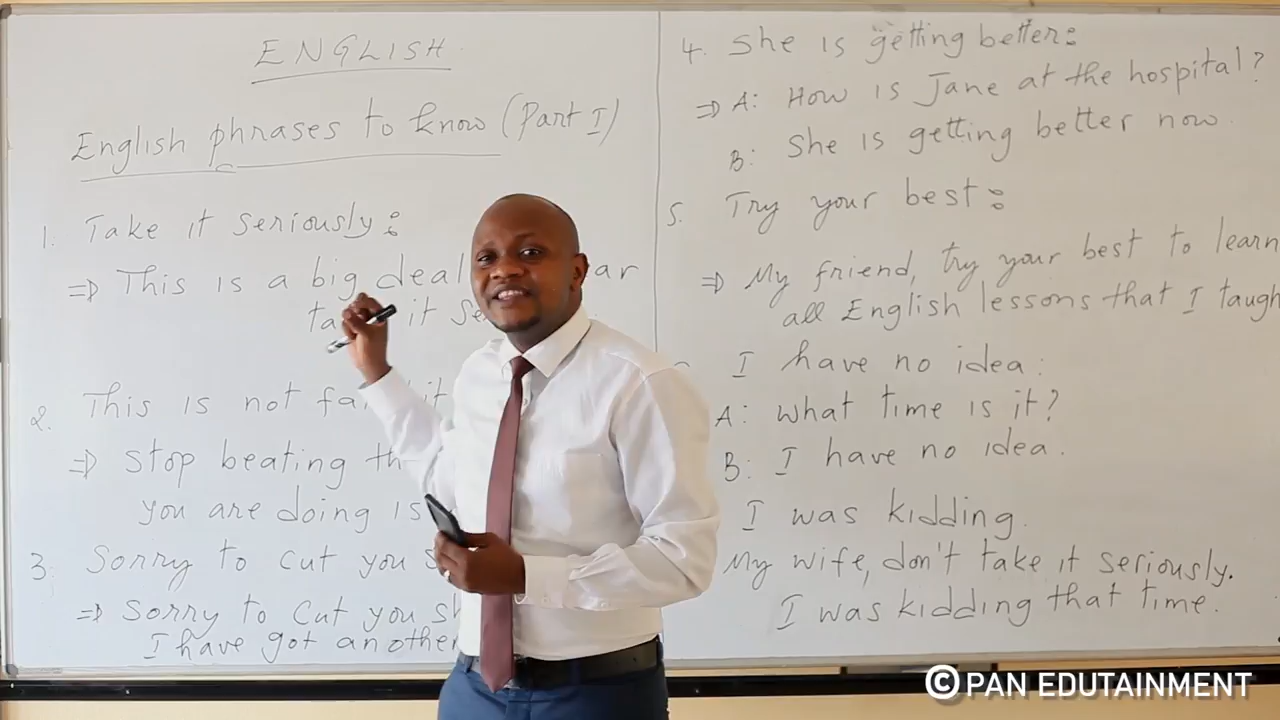 ENGLISH
English phrases to know (Part I)
1. Take it seriously:
⇒ This is a big deal
it
2. This is not
⇒ Stop beating
you are doing is
3. Sorry to cut you
⇒ Sorry to cut you
I have got another
4. She is getting better:
⇒ A: How is Jane at the hospital?
B: She is getting better now.
5. Try your best:
⇒ My friend, try your best to learn
all English lessons that I
I have no idea:
A: What time is it?
B: I have no idea.
I was kidding.
My wife, don't take it seriously.
I was kidding that time.
© PAN EDUTAINMENT